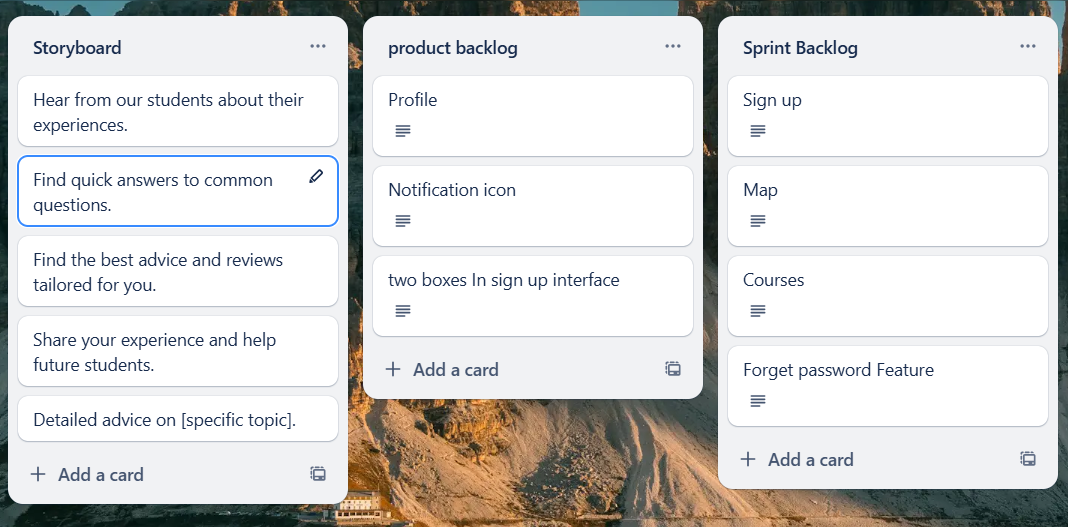 Storyboard
Hear from our students about their
experiences.
Find quick answers to common
questions.
Find the best advice and reviews
tailored for you.
Share your experience and help
future students.
Detailed advice on [specific topic].
Add a card
product backlog
Profile
Notification icon
two boxes In sign up interface
Add a card
Sprint Backlog
Sign up
Map
Courses
Forget password Feature
Add a card